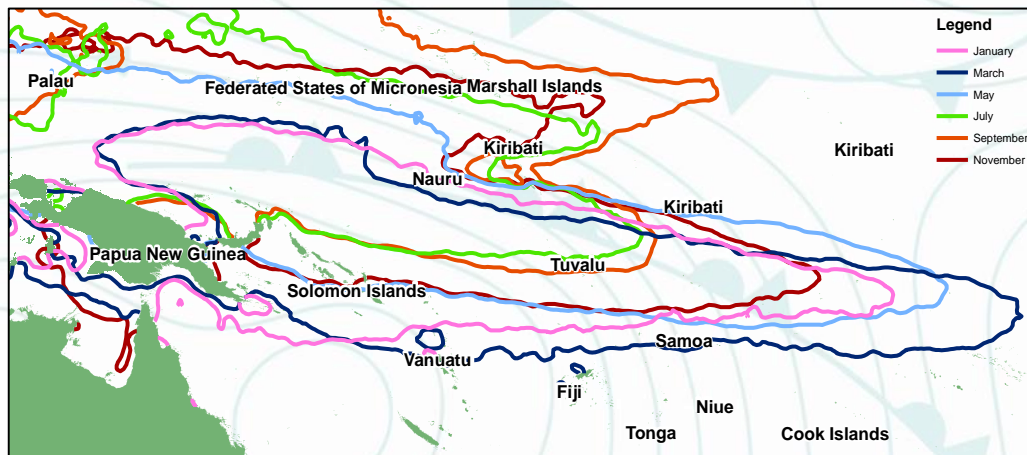 Legend
January
March
May
July
September
November
Palau
Federated States of Micronesia
Marshall Islands
Kiribati
Kiribati
Nauru
Kiribati
Papua New Guinea
Tuvalu
Solomon Islands
Samoa
Vanuatu
Fiji
Niue
Tonga
Cook Islands